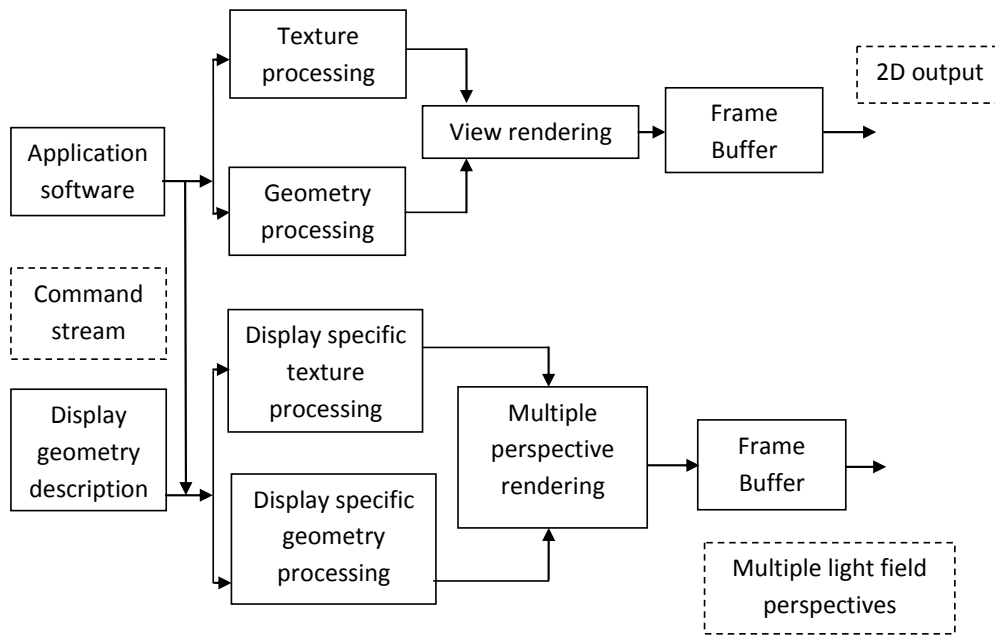 Texture
processing
2D output
Application
software
View rendering
Frame
Buffer
Geometry
processing
Command
stream
Display specific
texture
processing
Display
geometry
description
Multiple
perspective
rendering
Frame
Buffer
Display specific
geometry
processing
Multiple light field
perspectives